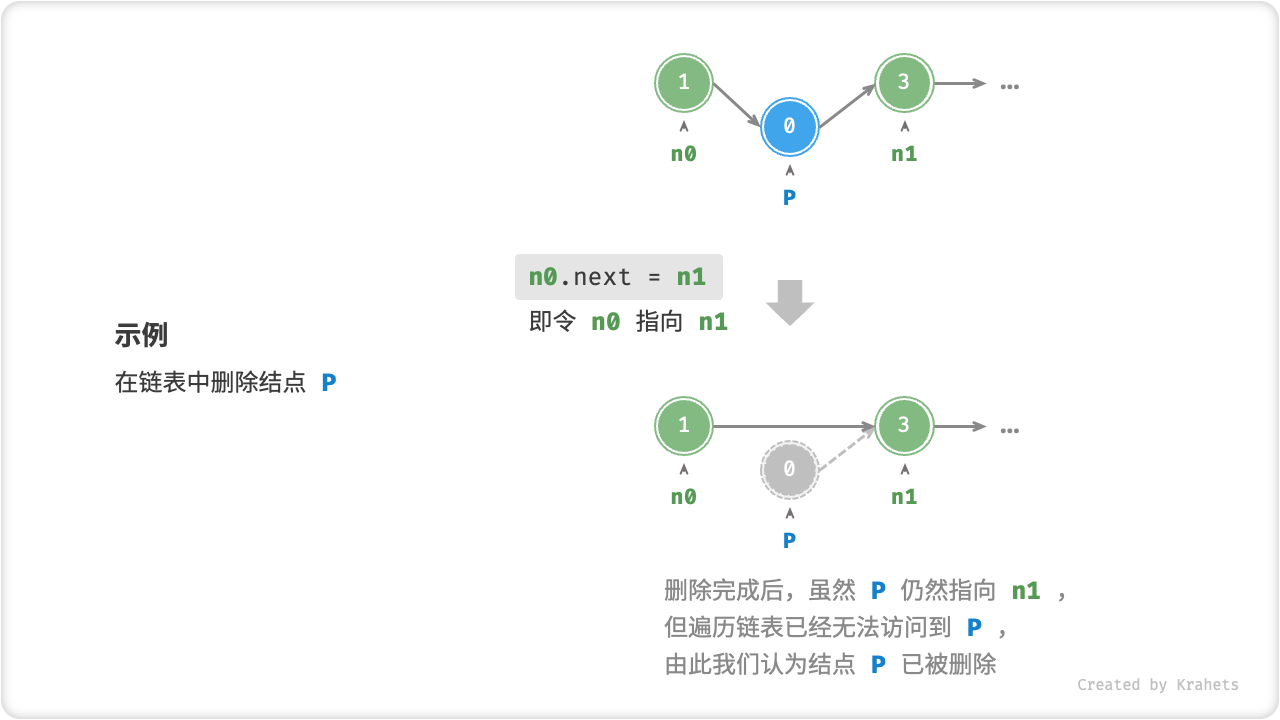 1
0
3
...
n0
P
n1
n0.next = n1
即令 n0 指向 n1
示例
在链表中删除结点 P
1
0
3
...
n0
P
n1
删除完成后，虽然 P 仍然指向 n1 ，
但遍历链表已经无法访问到 P ，
由此我们认为结点 P 已被删除
Created by Krahets